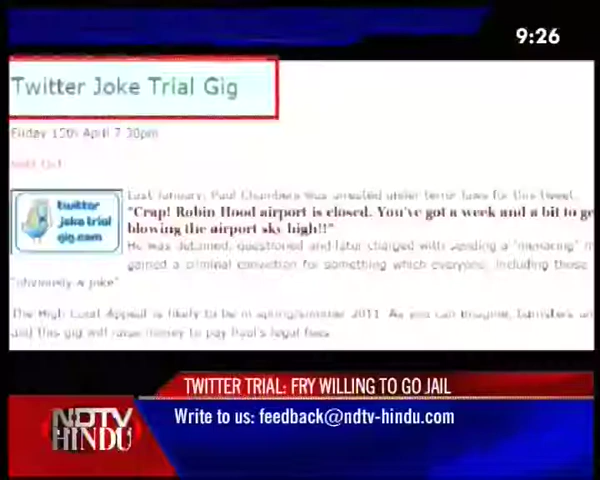 9:26
Twitter Joke Trial Gig
Friday 15th April 7.30pm
Sold Out
twitter
joke trial
gig.com
Last January, Paul Chambers was arrested under terror laws for this tweet.
"Crap! Robin Hood airport is closed. You've got a week and a bit to ge
blowing the airport sky high!!"
He was detained, questioned and later charged with sending a "menacing" m
gained a criminal conviction for something which everyone, including those
"obviously a joke"
The High Court Appeal is likely to be in spring/summer 2011. As you can imagine, barristers an
and this gig will raise money to pay Paul's legal fees
TWITTER TRIAL: FRY WILLING TO GO JAIL
NDTV
HINDU
Write to us: feedback@ndtv-hindu.com